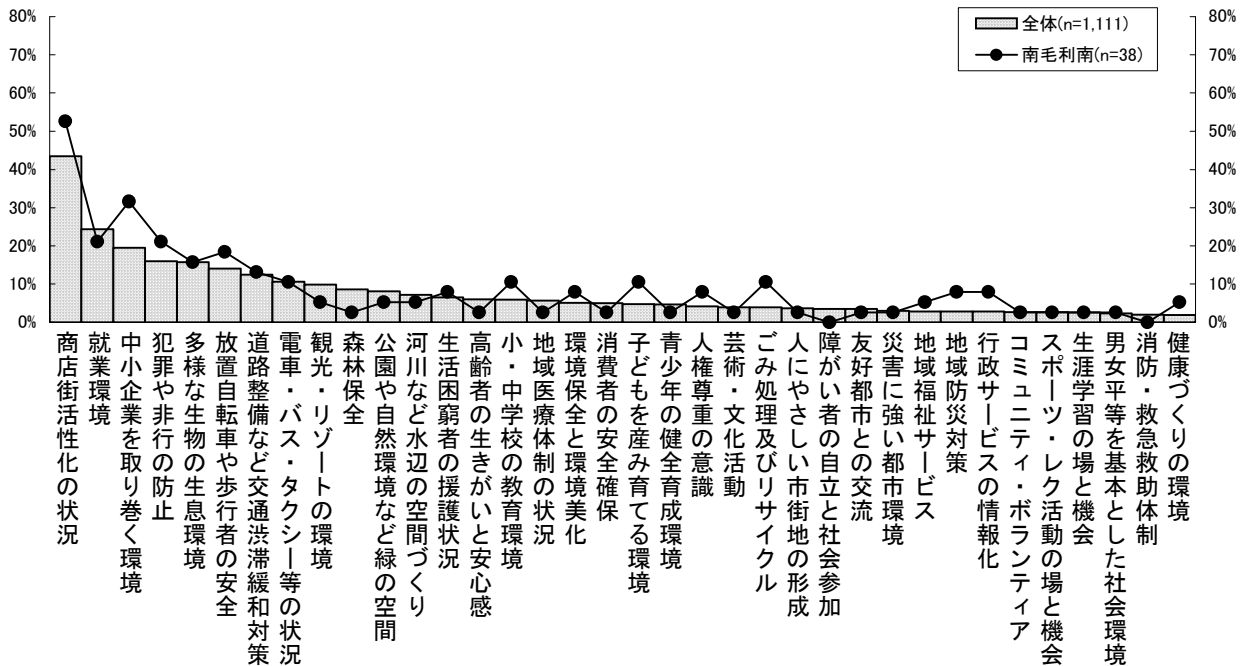 80%
70%
60%
50%
40%
30%
20%
10%
0%
全体(n=1,111)
南毛利南(n=38)
80%
70%
60%
50%
40%
30%
20%
10%
0%
商店街活性化の状況
就業環境
中小企業を取り巻く環境
犯罪や非行の防止
多様な生物の生息環境
放置自転車や歩行者の安全
道路整備など交通渋滞緩和対策
電車・バス・タクシー等の状況
観光・リゾートの環境
森林保全
公園や自然環境など緑の空間
河川など水辺の空間づくり
生活困窮者の援護状況
高齢者の生きがいと安心感
小・中学校の教育環境
地域医療体制の状況
環境保全と環境美化
消費者の安全確保
子どもを産み育てる環境
青少年の健全育成環境
人権尊重の意識
芸術・文化活動
ごみ処理及びリサイクル
人にやさしい市街地の形成
障がい者の自立と社会参加
友好都市との交流
災害に強い都市環境
地域福祉サービス
地域防災対策
行政サービスの情報化
コミュニティ・ボランティア
スポーツ・レク活動の場と機会
生涯学習の場と機会
男女平等を基本とした社会環境
消防・救急救助体制
健康づくりの環境